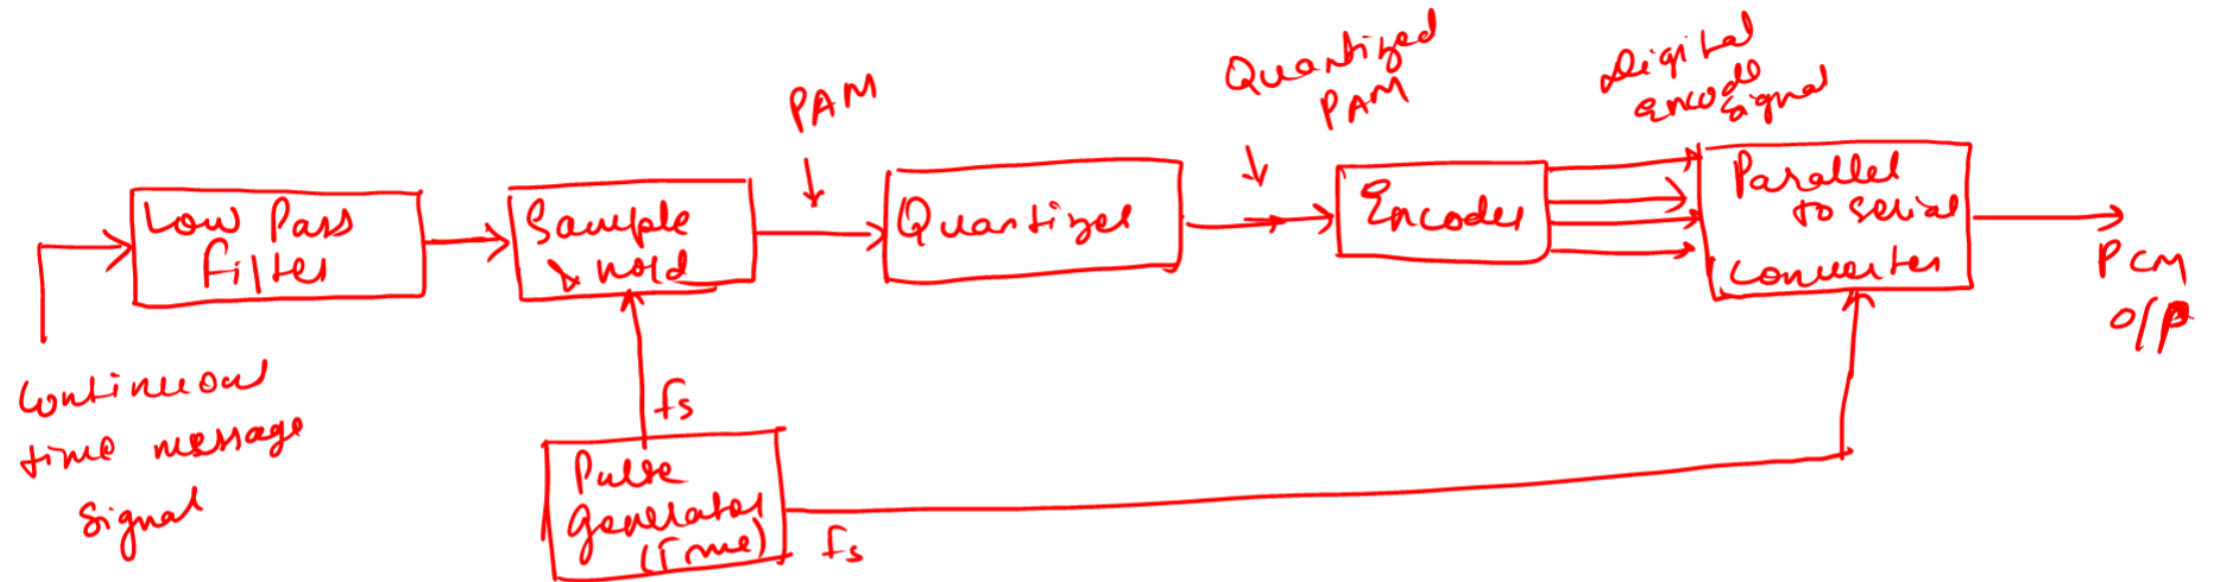 PAM
Quantized
PAM
Digital
encode
signal
Low Pass
filter
Sample
& hold
Quantizer
Encoder
Parallel
to serial
converter
PCM
O/P
Continuous
time message
signal
fs
Pulse
generator
(Time)
fs